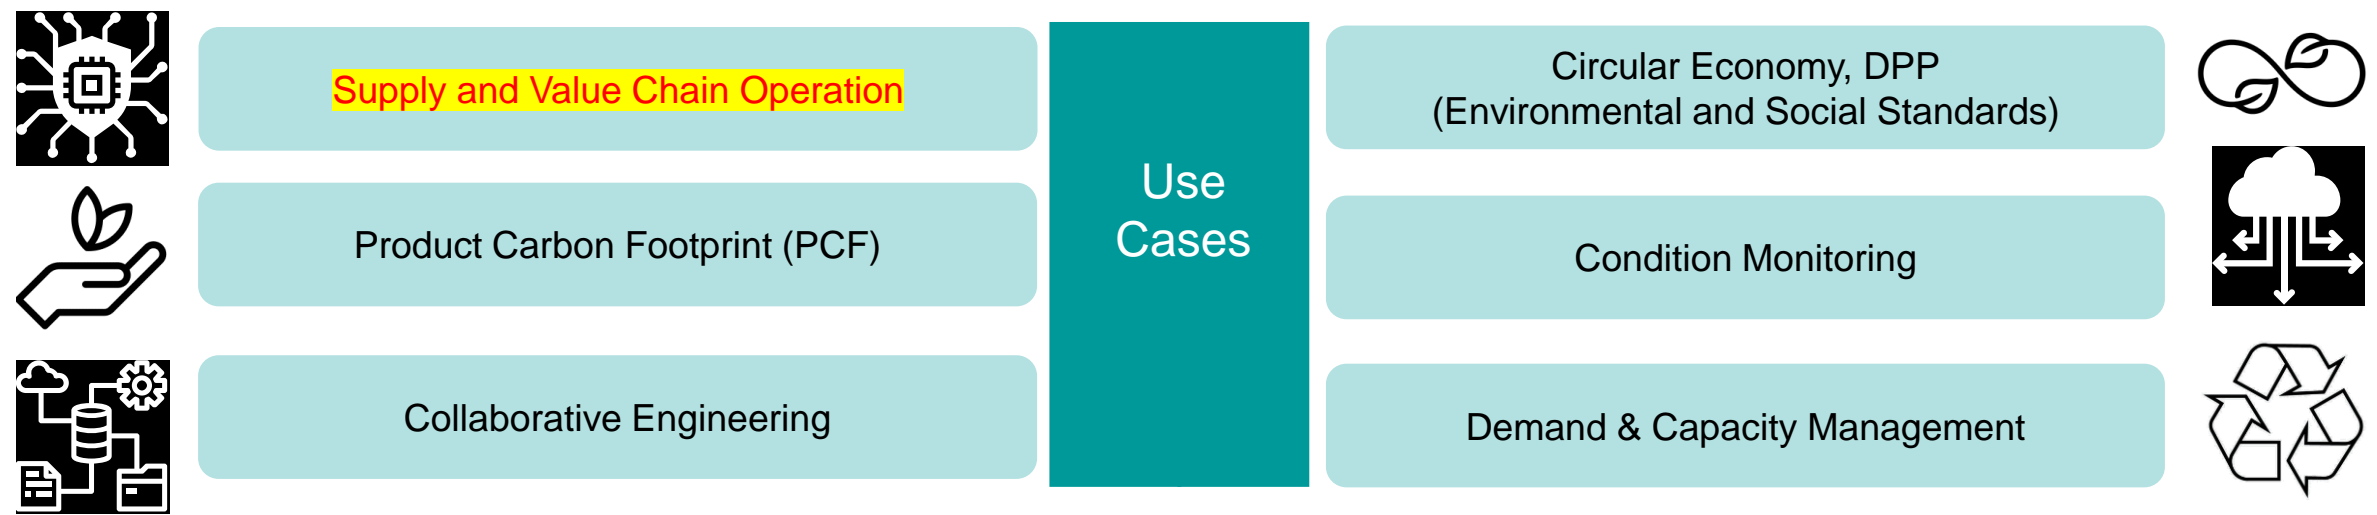 Supply and Value Chain Operation
Product Carbon Footprint (PCF)
Collaborative Engineering
Use
Cases
Circular Economy, DPP
(Environmental and Social Standards)
Condition Monitoring
Demand & Capacity Management